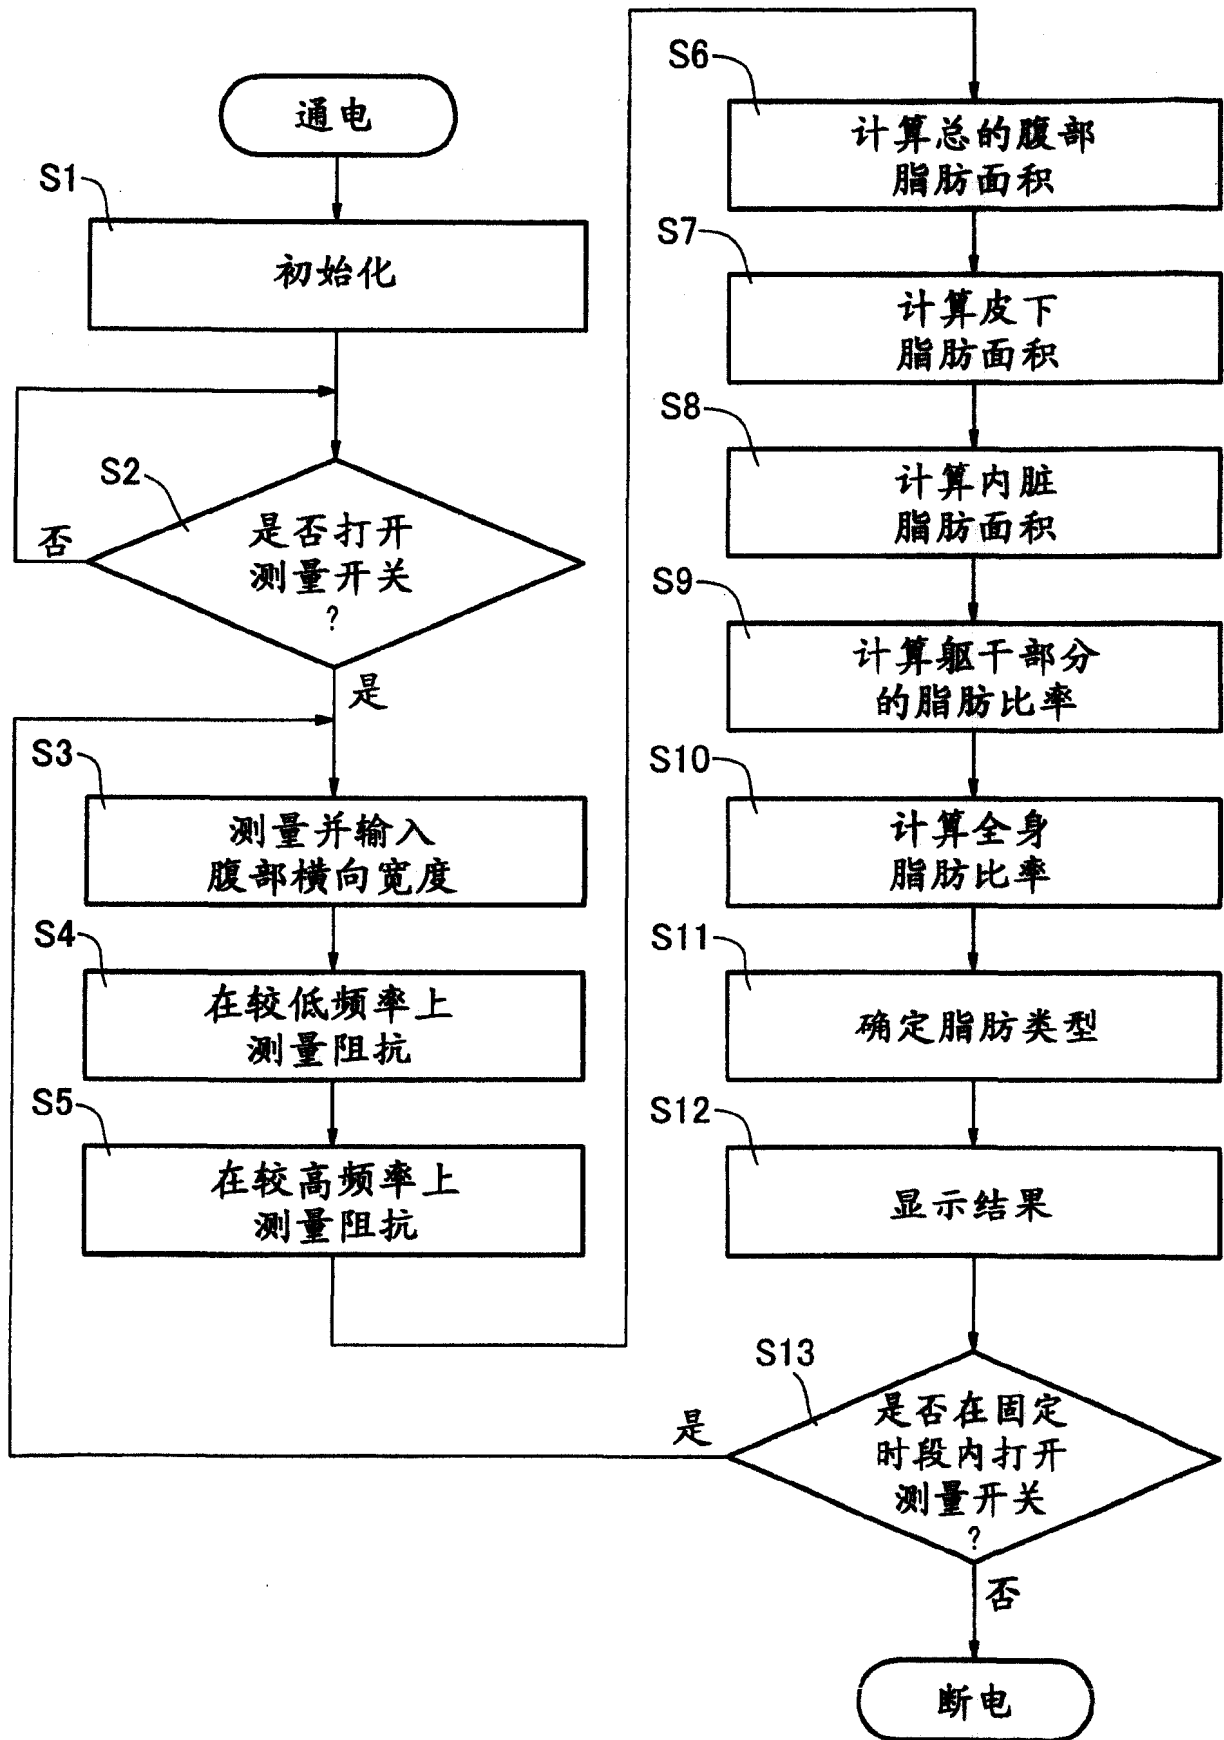 通电
S1
初始化
S2
是否打开
测量开关
?
否
是
S3
测量并输入
腹部横向宽度
S4
在较低频率上
测量阻抗
S5
在较高频率上
测量阻抗
S6
计算总的腹部
脂肪面积
S7
计算皮下
脂肪面积
S8
计算内脏
脂肪面积
S9
计算躯干部分
的脂肪比率
S10
计算全身
脂肪比率
S11
确定脂肪类型
S12
显示结果
S13
是否在固定
时段内打开
测量开关
?
是
否
断电